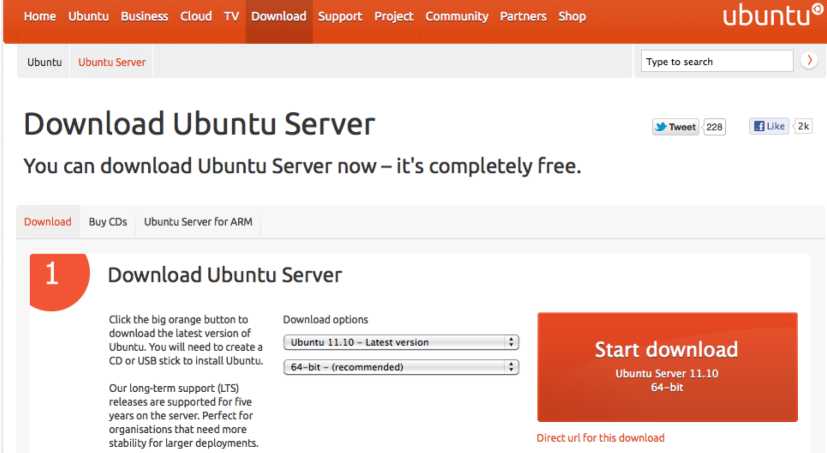 Home Ubuntu Business Cloud TV Download Support Project Community Partners Shop
ubuntu
Ubuntu Ubuntu Server
Type to search
Download Ubuntu Server
Tweet 228 Like 2k
You can download Ubuntu Server now – it's completely free.
Download Buy CDs Ubuntu Server for ARM
1
Download Ubuntu Server
Click the big orange button to
download the latest version of
Ubuntu. You will need to create a
CD or USB stick to install Ubuntu.
Our long-term support (LTS)
releases are supported for five
years on the server. Perfect for
organisations that need more
stability for larger deployments.
Download options
Ubuntu 11.10 – Latest version
64-bit – (recommended)
Start download
Ubuntu Server 11.10
64-bit
Direct url for this download